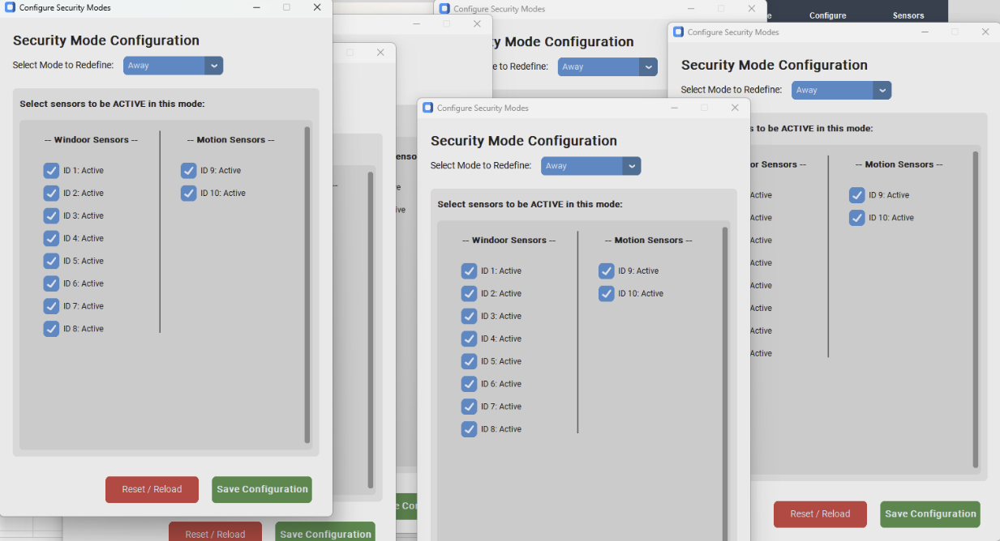 Configure Security Modes
Security Mode Configuration
Select Mode to Redefine:
Away
Select sensors to be ACTIVE in this mode:
-- Windoor Sensors --
-- Motion Sensors --
ID 1: Active
ID 9: Active
ID 2: Active
ID 10: Active
ID 3: Active
ID 4: Active
ID 5: Active
ID 6: Active
ID 7: Active
ID 8: Active
Reset / Reload
Save Configuration
--
Reset / Reload
Save Configuration
enso
e
ive
e Con
Configure Security Modes
ty Mode Configuration
e to Redefine:
Away
e
Configure
Sensors
Configure Security Modes
Security Mode Configuration
Select Mode to Redefine:
Away
Select sensors to be ACTIVE in this mode:
-- Windoor Sensors --
-- Motion Sensors --
ID 1: Active
ID 9: Active
ID 2: Active
ID 10: Active
ID 3: Active
ID 4: Active
ID 5: Active
ID 6: Active
ID 7: Active
ID 8: Active
Configure Security Modes
Security Mode Configuration
Select Mode to Redefine:
Away
s to be ACTIVE in this mode:
or Sensors --
-- Motion Sensors --
Active
ID 9: Active
Active
ID 10: Active
Active
Active
Active
Active
Active
Active
Reset / Reload
Save Configuration